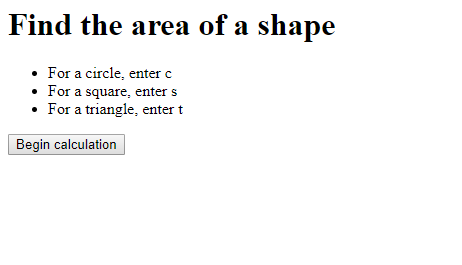 Find the area of a shape
For a circle, enter c
For a square, enter s
For a triangle, enter t
Begin calculation